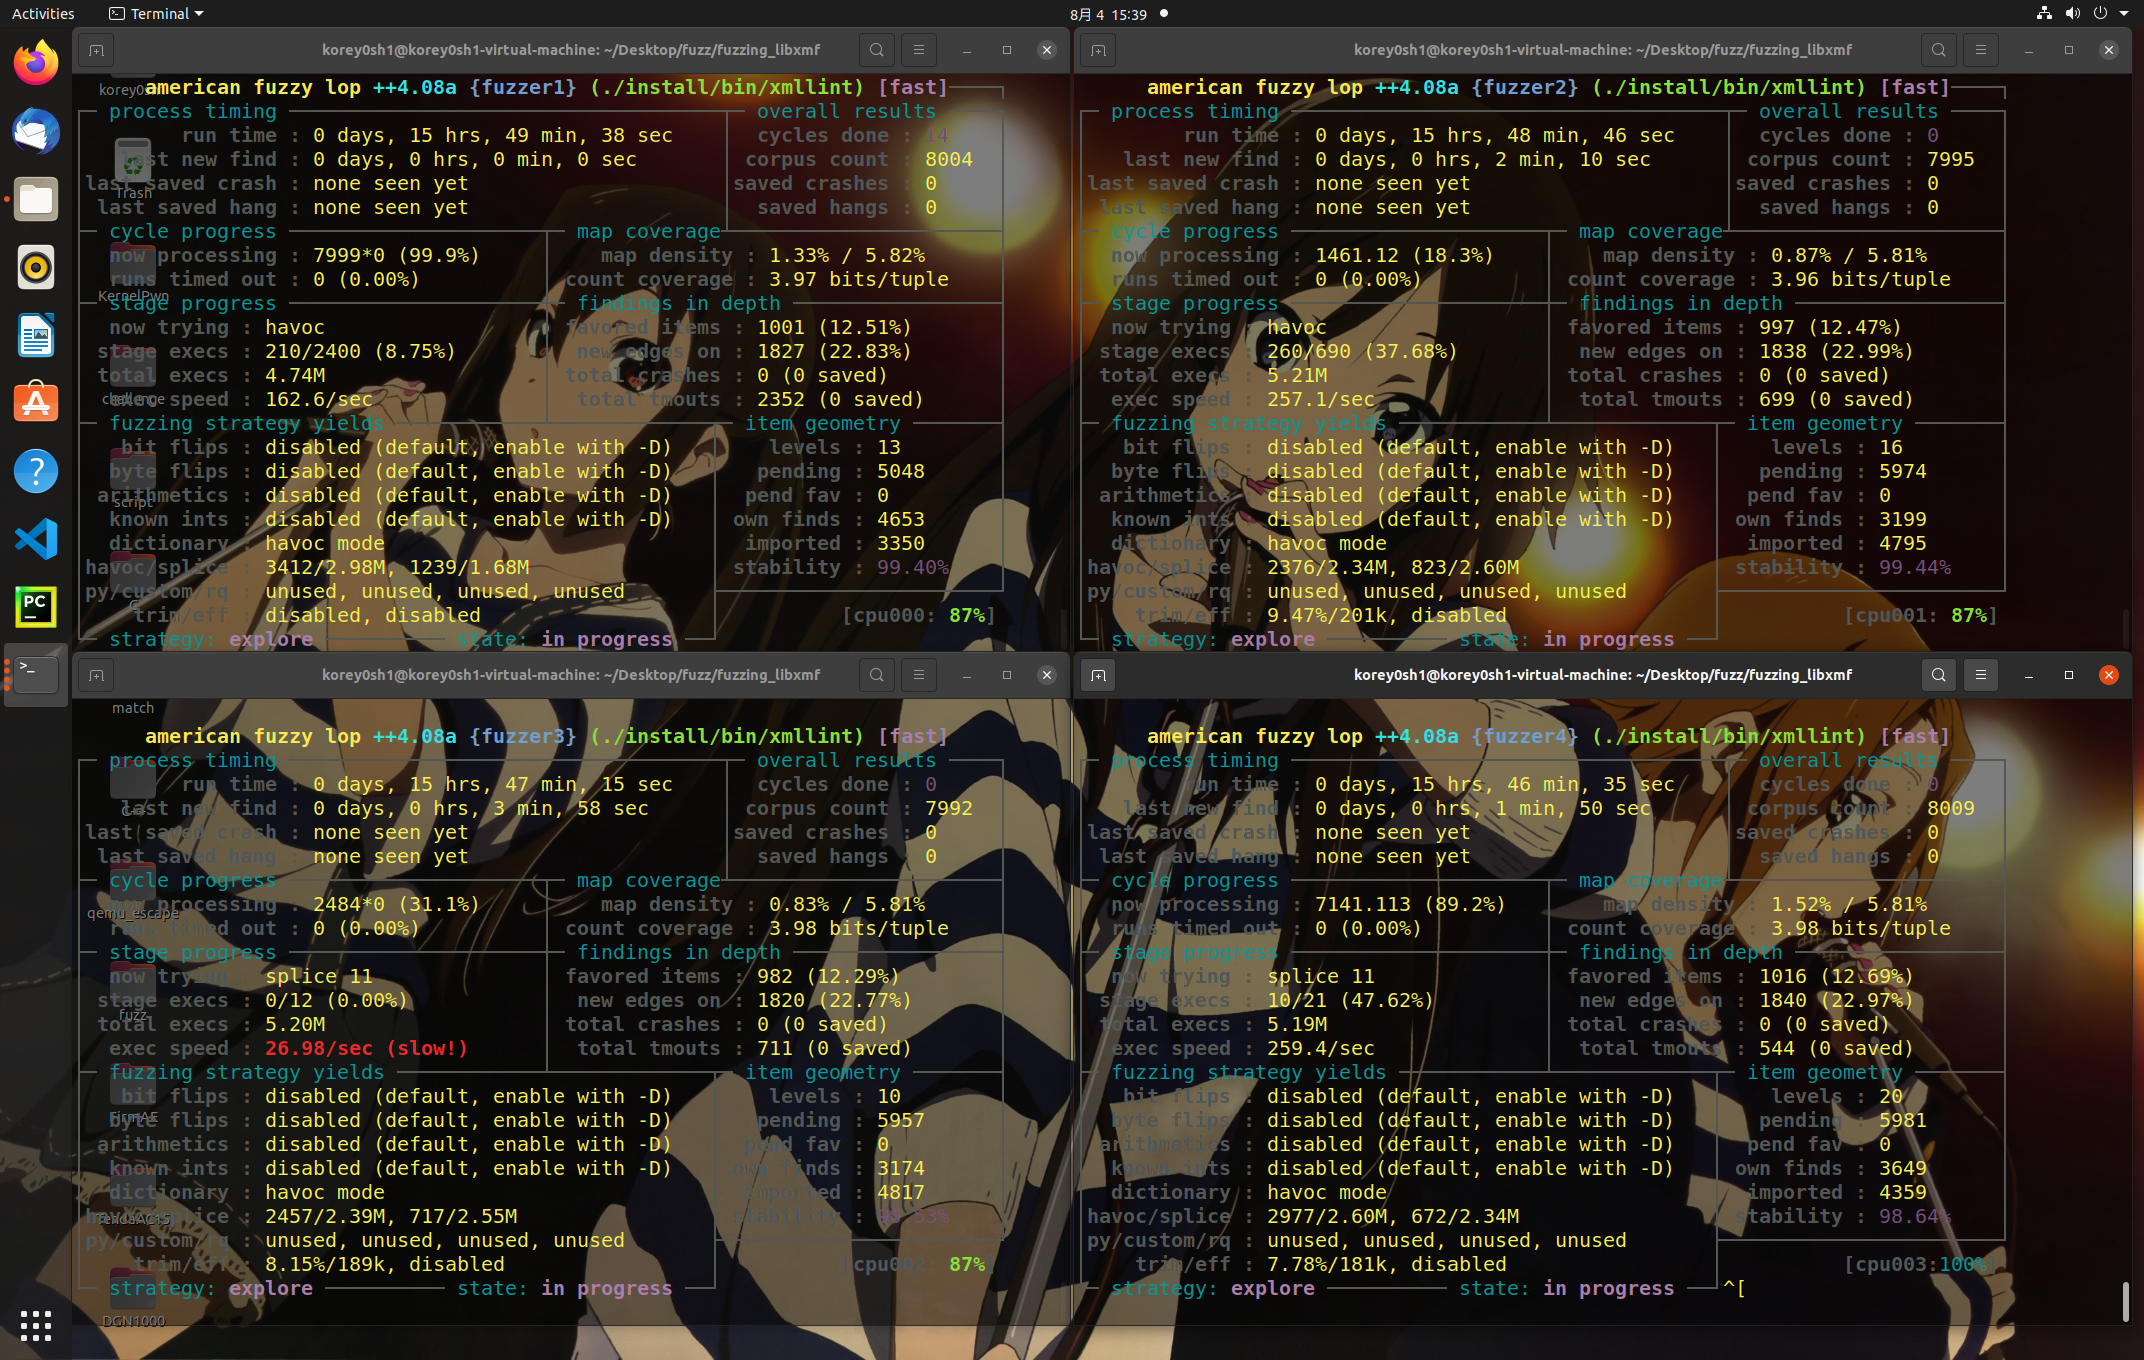 Activities
Terminal
8月 4 15:39
korey0sh1@korey0sh1-virtual-machine: ~/Desktop/fuzz/fuzzing_libxmf
american fuzzy lop ++4.08a {fuzzer1} (./install/bin/xmllint) [fast]
process timing overall results
run time : 0 days, 15 hrs, 49 min, 38 sec cycles done : 14
last new find : 0 days, 0 hrs, 0 min, 0 sec corpus count : 8004
last saved crash : none seen yet saved crashes : 0
last saved hang : none seen yet saved hangs : 0
cycle progress map coverage
now processing : 7999*0 (99.9%) map density : 1.33% / 5.82%
runs timed out : 0 (0.00%) count coverage : 3.97 bits/tuple
stage progress findings in depth
now trying : havoc favored items : 1001 (12.51%)
stage execs : 210/2400 (8.75%) new edges on : 1827 (22.83%)
total execs : 4.74M total crashes : 0 (0 saved)
exec speed : 162.6/sec total tmouts : 2352 (0 saved)
fuzzing strategy yields item geometry
bit flips : disabled (default, enable with -D) levels : 13
byte flips : disabled (default, enable with -D) pending : 5048
arithmetics : disabled (default, enable with -D) pend fav : 0
known ints : disabled (default, enable with -D) own finds : 4653
dictionary : havoc mode imported : 3350
havoc/splice : 3412/2.98M, 1239/1.68M stability : 99.40%
py/custom/rq : unused, unused, unused, unused
trim/eff : disabled, disabled [cpu000: 87%]
strategy: explore state: in progress
korey0sh1@korey0sh1-virtual-machine: ~/Desktop/fuzz/fuzzing_libxmf
american fuzzy lop ++4.08a {fuzzer2} (./install/bin/xmllint) [fast]
process timing overall results
run time : 0 days, 15 hrs, 48 min, 46 sec cycles done : 0
last new find : 0 days, 0 hrs, 2 min, 10 sec corpus count : 7995
last saved crash : none seen yet saved crashes : 0
last saved hang : none seen yet saved hangs : 0
cycle progress map coverage
now processing : 1461.12 (18.3%) map density : 0.87% / 5.81%
runs timed out : 0 (0.00%) count coverage : 3.96 bits/tuple
stage progress findings in depth
now trying : havoc favored items : 997 (12.47%)
stage execs : 260/690 (37.68%) new edges on : 1838 (22.99%)
total execs : 5.21M total crashes : 0 (0 saved)
exec speed : 257.1/sec total tmouts : 699 (0 saved)
fuzzing strategy yields item geometry
bit flips : disabled (default, enable with -D) levels : 16
byte flips : disabled (default, enable with -D) pending : 5974
arithmetics : disabled (default, enable with -D) pend fav : 0
known ints : disabled (default, enable with -D) own finds : 3199
dictionary : havoc mode imported : 4795
havoc/splice : 2376/2.34M, 823/2.60M stability : 99.44%
py/custom/rq : unused, unused, unused, unused
trim/eff : 9.47%/201k, disabled [cpu001: 87%]
strategy: explore state: in progress
korey0sh1@korey0sh1-virtual-machine: ~/Desktop/fuzz/fuzzing_libxmf
american fuzzy lop ++4.08a {fuzzer3} (./install/bin/xmllint) [fast]
process timing overall results
run time : 0 days, 15 hrs, 47 min, 15 sec cycles done : 0
last new find : 0 days, 0 hrs, 3 min, 58 sec corpus count : 7992
last saved crash : none seen yet saved crashes : 0
last saved hang : none seen yet saved hangs : 0
cycle progress map coverage
now processing : 2484*0 (31.1%) map density : 0.83% / 5.81%
runs timed out : 0 (0.00%) count coverage : 3.98 bits/tuple
stage progress findings in depth
now trying : splice 11 favored items : 982 (12.29%)
stage execs : 0/12 (0.00%) new edges on : 1820 (22.77%)
total execs : 5.20M total crashes : 0 (0 saved)
exec speed : 26.98/sec (slow!) total tmouts : 711 (0 saved)
fuzzing strategy yields item geometry
bit flips : disabled (default, enable with -D) levels : 10
byte flips : disabled (default, enable with -D) pending : 5957
arithmetics : disabled (default, enable with -D) pend fav : 0
known ints : disabled (default, enable with -D) own finds : 3174
dictionary : havoc mode imported : 4817
havoc/splice : 2457/2.39M, 717/2.55M stability :
py/custom/rq : unused, unused, unused, unused
trim/eff : 8.15%/189k, disabled [cpu002: 87%]
strategy: explore state: in progress
korey0sh1@korey0sh1-virtual-machine: ~/Desktop/fuzz/fuzzing_libxmf
american fuzzy lop ++4.08a {fuzzer4} (./install/bin/xmllint) [fast]
process timing overall results
run time : 0 days, 15 hrs, 46 min, 35 sec cycles done : 0
last new find : 0 days, 0 hrs, 1 min, 50 sec corpus count : 8009
last saved crash : none seen yet saved crashes : 0
last saved hang : none seen yet saved hangs : 0
cycle progress map coverage
now processing : 7141.113 (89.2%) map density : 1.52% / 5.81%
runs timed out : 0 (0.00%) count coverage : 3.98 bits/tuple
stage progress findings in depth
now trying : splice 11 favored items : 1016 (12.69%)
stage execs : 10/21 (47.62%) new edges on : 1840 (22.97%)
total execs : 5.19M total crashes : 0 (0 saved)
exec speed : 259.4/sec total tmouts : 544 (0 saved)
fuzzing strategy yields item geometry
bit flips : disabled (default, enable with -D) levels : 20
byte flips : disabled (default, enable with -D) pending : 5981
arithmetics : disabled (default, enable with -D) pend fav : 0
known ints : disabled (default, enable with -D) own finds : 3649
dictionary : havoc mode imported : 4359
havoc/splice : 2977/2.60M, 672/2.34M stability : 98.64%
py/custom/rq : unused, unused, unused, unused
trim/eff : 7.78%/181k, disabled [cpu003:100%]
strategy: explore state: in progress ^[
Trash
KernelPwn
challenge
script
match
qemu_escape
fuzz
FirmAE
TendaAC15
DGN1000
PC